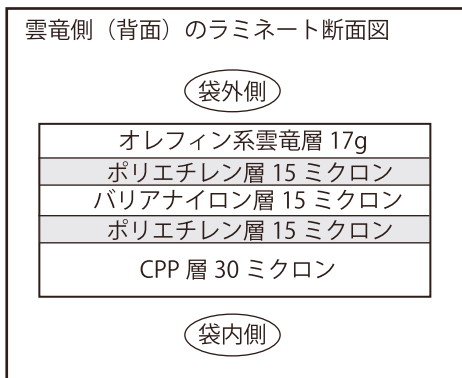 雲竜側（背面）のラミネート断面図
袋外側
オレフィン系雲竜層 17g
ポリエチレン層 15 ミクロン
バリアナイロン層 15 ミクロン
ポリエチレン層 15 ミクロン
CPP 層 30 ミクロン
袋内側